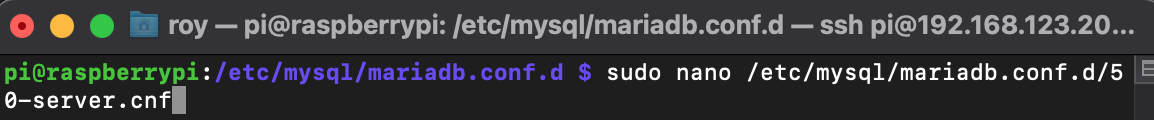 roy — pi@raspberrypi: /etc/mysql/mariadb.conf.d — ssh pi@192.168.123.20...
pi@raspberrypi:/etc/mysql/mariadb.conf.d $ sudo nano /etc/mysql/mariadb.conf.d/5
0-server.cnf